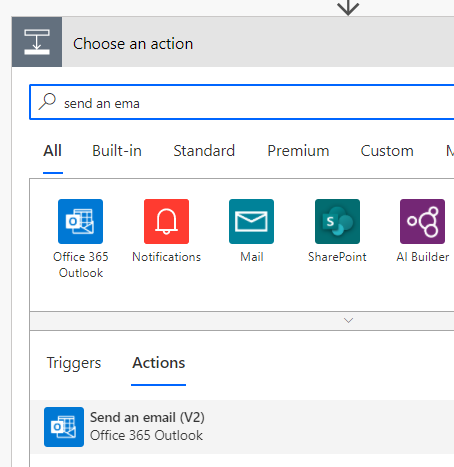 Choose an action
send an ema
All Built-in Standard Premium Custom
Office 365 Outlook Notifications Mail SharePoint AI Builder
Triggers Actions
Send an email (V2)
Office 365 Outlook